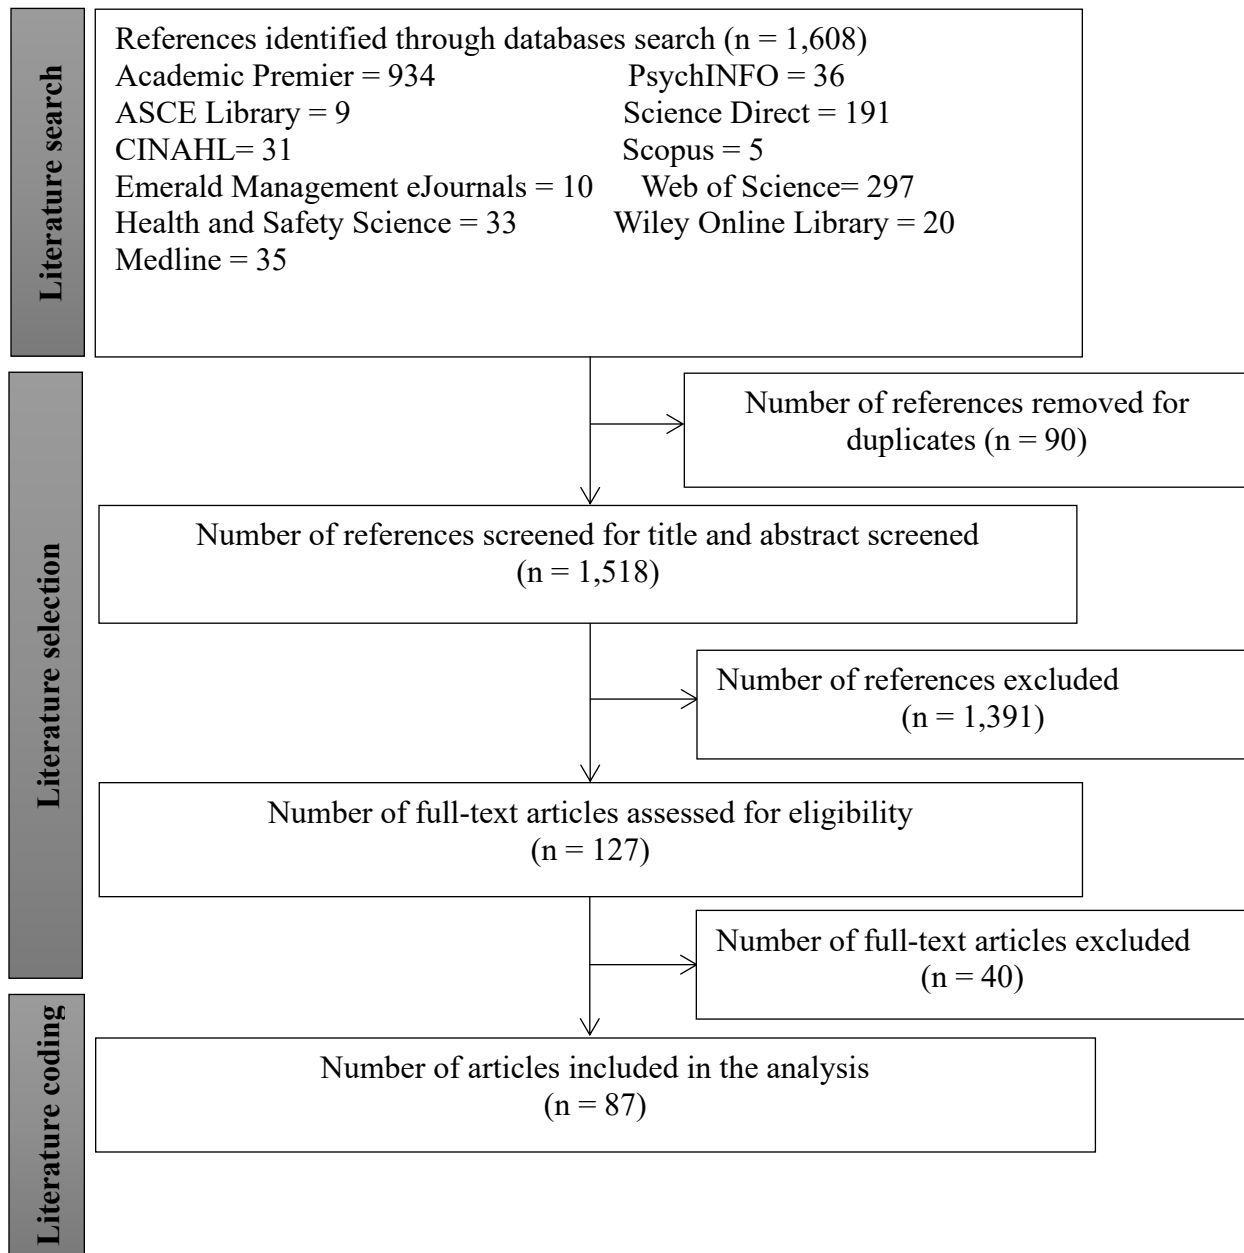 Literature search
References identified through databases search (n = 1,608)
Academic Premier = 934 PsychINFO = 36
ASCE Library = 9 Science Direct = 191
CINAHL= 31 Scopus = 5
Emerald Management eJournals = 10 Web of Science= 297
Health and Safety Science = 33 Wiley Online Library = 20
Medline = 35
Literature selection
Number of references removed for
duplicates (n = 90)
Number of references screened for title and abstract screened
(n = 1,518)
Number of references excluded
(n = 1,391)
Number of full-text articles assessed for eligibility
(n = 127)
Number of full-text articles excluded
(n = 40)
Literature coding
Number of articles included in the analysis
(n = 87)